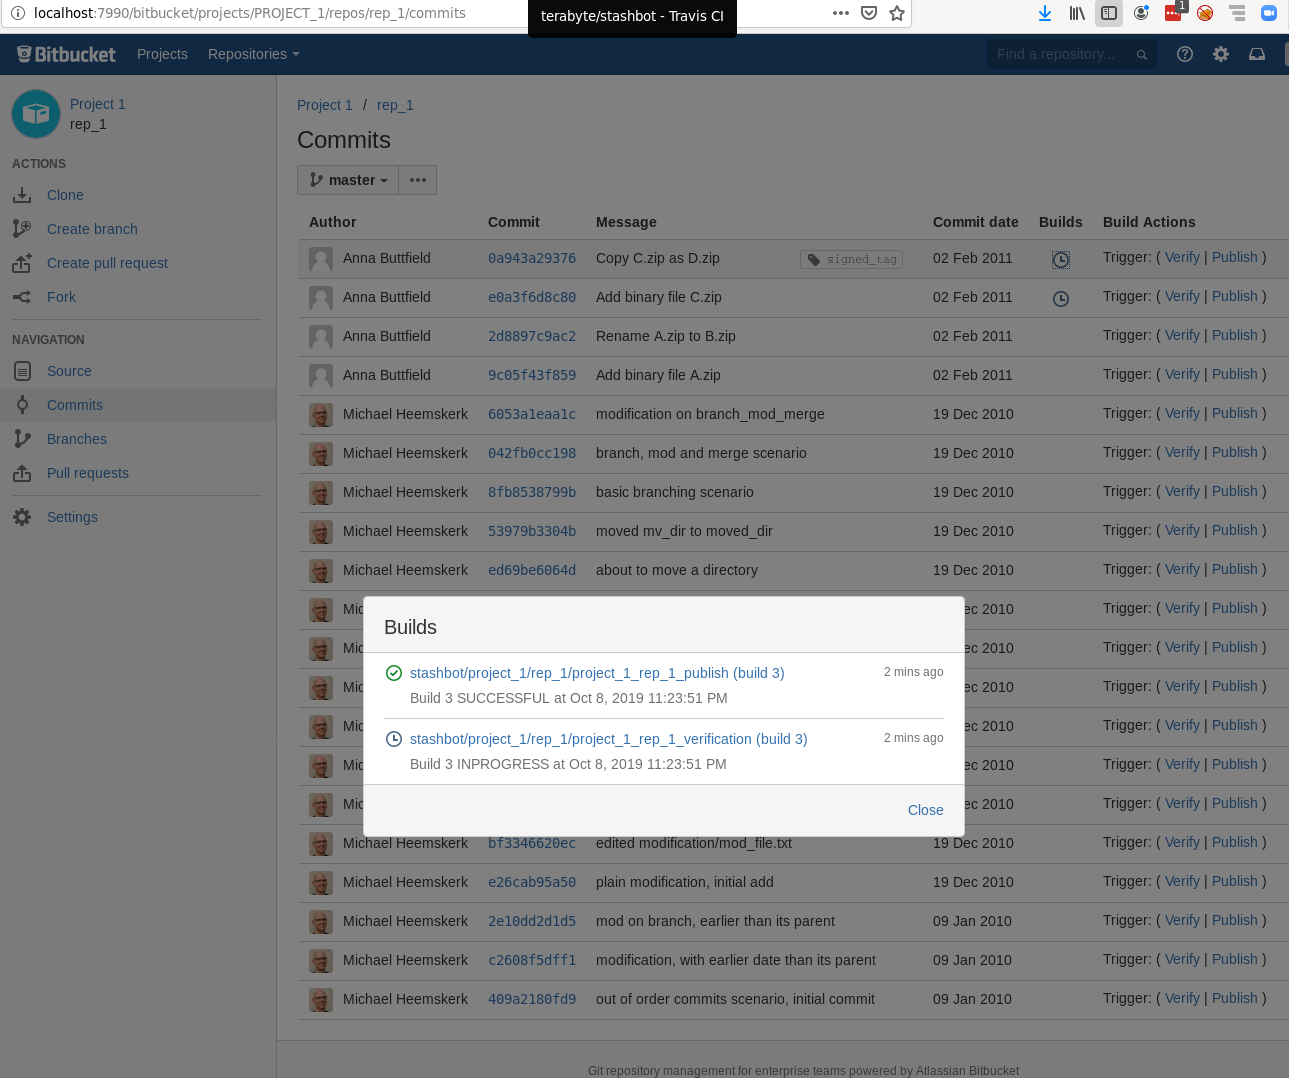 localhost:7990/bitbucket/projects/PROJECT_1/repos/rep_1/commits
terabyte/stashbot - Travis CI
1
Bitbucket Projects Repositories Find a repository...
Project 1
rep_1
ACTIONS
Clone
Create branch
Create pull request
Fork
NAVIGATION
Source
Commits
Branches
Pull requests
Settings
Project 1 / rep_1
Commits
master
Author Commit Message Commit date Builds Build Actions
Anna Buttfield 0a943a29376 Copy C.zip as D.zip signed_tag 02 Feb 2011 Trigger: ( Verify | Publish )
Anna Buttfield e0a3f6d8c80 Add binary file C.zip 02 Feb 2011 Trigger: ( Verify | Publish )
Anna Buttfield 2d8897c9ac2 Rename A.zip to B.zip 02 Feb 2011 Trigger: ( Verify | Publish )
Anna Buttfield 9c05f43f859 Add binary file A.zip 02 Feb 2011 Trigger: ( Verify | Publish )
Michael Heemskerk 6053a1eaa1c modification on branch_mod_merge 19 Dec 2010 Trigger: ( Verify | Publish )
Michael Heemskerk 042fb0cc198 branch, mod and merge scenario 19 Dec 2010 Trigger: ( Verify | Publish )
Michael Heemskerk 8fb8538799b basic branching scenario 19 Dec 2010 Trigger: ( Verify | Publish )
Michael Heemskerk 53979b3304b moved mv_dir to moved_dir 19 Dec 2010 Trigger: ( Verify | Publish )
Michael Heemskerk ed69be6064d about to move a directory 19 Dec 2010 Trigger: ( Verify | Publish )
2010 Trigger: ( Verify | Publish )
2010 Trigger: ( Verify | Publish )
2010 Trigger: ( Verify | Publish )
2010 Trigger: ( Verify | Publish )
2010 Trigger: ( Verify | Publish )
2010 Trigger: ( Verify | Publish )
Builds
stashbot/project_1/rep_1/project_1_rep_1_publish (build 3) 2 mins ago
Build 3 SUCCESSFUL at Oct 8, 2019 11:23:51 PM
stashbot/project_1/rep_1/project_1_rep_1_verification (build 3) 2 mins ago
Build 3 INPROGRESS at Oct 8, 2019 11:23:51 PM
Close
Michael Heemskerk bf3346620ec edited modification/mod_file.txt 19 Dec 2010 Trigger: ( Verify | Publish )
Michael Heemskerk e26cab95a50 plain modification, initial add 19 Dec 2010 Trigger: ( Verify | Publish )
Michael Heemskerk 2e10dd2d1d5 mod on branch, earlier than its parent 09 Jan 2010 Trigger: ( Verify | Publish )
Michael Heemskerk c2608f5dff1 modification, with earlier date than its parent 09 Jan 2010 Trigger: ( Verify | Publish )
Michael Heemskerk 409a2180fd9 out of order commits scenario, initial commit 09 Jan 2010 Trigger: ( Verify | Publish )
Git repository management for enterprise teams powered by Atlassian Bitbucket